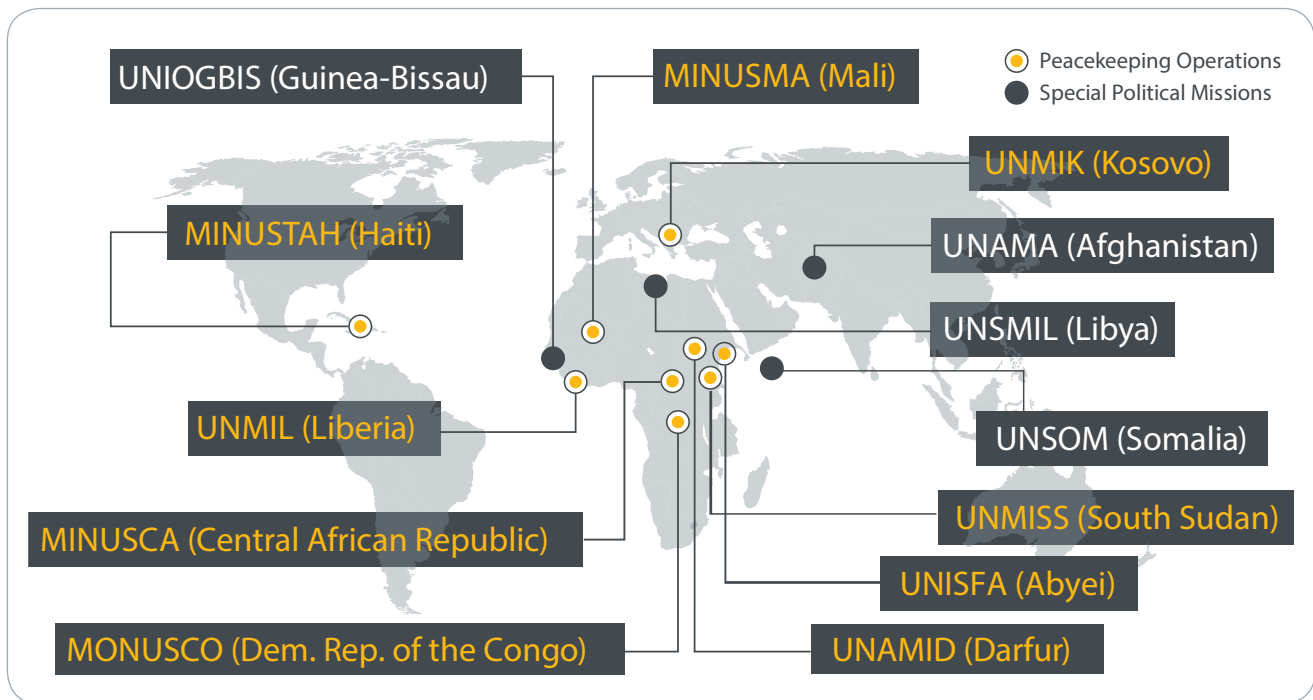 UNIOGBIS (Guinea-Bissau)
MINUSMA (Mali)
Peacekeeping Operations
Special Political Missions
UNMIK (Kosovo)
MINUSTAH (Haiti)
UNAMA (Afghanistan)
UNSMIL (Libya)
UNMIL (Liberia)
UNSOM (Somalia)
UNMISS (South Sudan)
MINUSCA (Central African Republic)
UNISFA (Abyei)
MONUSCO (Dem. Rep. of the Congo)
UNAMID (Darfur)